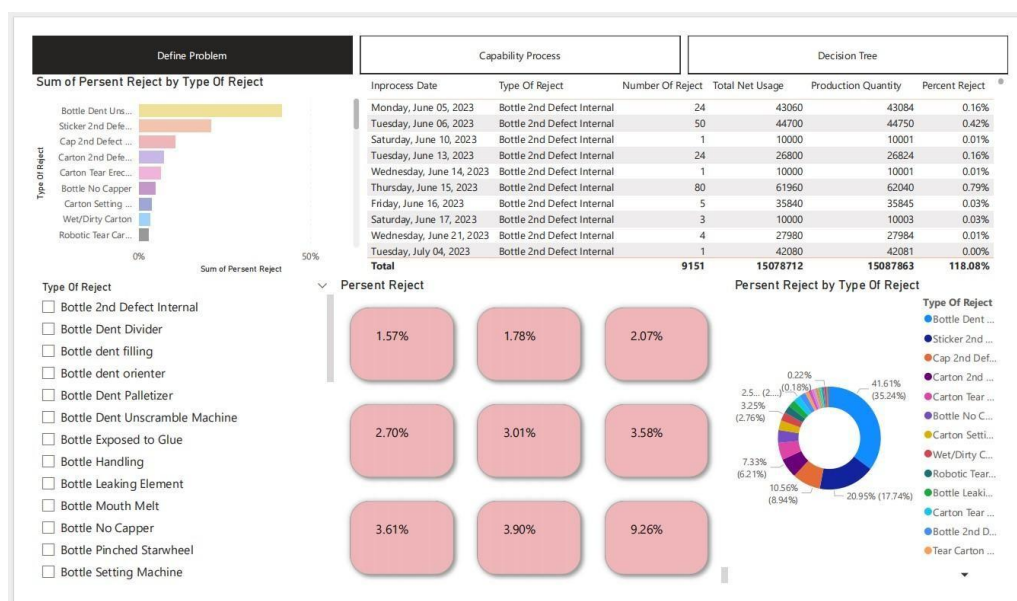 Define Problem
Capability Process
Decision Tree
Sum of Persent Reject by Type Of Reject
Type Of Reject
Bottle Dent Uns...
Sticker 2nd Defe...
Cap 2nd Defect ...
Carton 2nd Defe...
Carton Tear Erec...
Bottle No Capper
Carton Setting ...
Wet/Dirty Carton
Robotic Tear Car...
0%
50%
Sum of Persent Reject
Inprocess Date Type Of Reject Number Of Reject Total Net Usage Production Quantity Percent Reject
Monday, June 05, 2023 Bottle 2nd Defect Internal 24 43060 43084 0.16%
Tuesday, June 06, 2023 Bottle 2nd Defect Internal 50 44700 44750 0.42%
Saturday, June 10, 2023 Bottle 2nd Defect Internal 1 10000 10001 0.01%
Tuesday, June 13, 2023 Bottle 2nd Defect Internal 24 26800 26824 0.16%
Wednesday, June 14, 2023 Bottle 2nd Defect Internal 1 10000 10001 0.01%
Thursday, June 15, 2023 Bottle 2nd Defect Internal 80 61960 62040 0.79%
Friday, June 16, 2023 Bottle 2nd Defect Internal 5 35840 35845 0.03%
Saturday, June 17, 2023 Bottle 2nd Defect Internal 3 10000 10003 0.03%
Wednesday, June 21, 2023 Bottle 2nd Defect Internal 4 27980 27984 0.01%
Tuesday, July 04, 2023 Bottle 2nd Defect Internal 1 42080 42081 0.00%
Total 9151 15078712 15087863 118.08%
Type Of Reject
Bottle 2nd Defect Internal
Bottle Dent Divider
Bottle dent filling
Bottle dent orienter
Bottle Dent Palletizer
Bottle Dent Unscramble Machine
Bottle Exposed to Glue
Bottle Handling
Bottle Leaking Element
Bottle Mouth Melt
Bottle No Capper
Bottle Pinched Starwheel
Bottle Setting Machine
Persent Reject
1.57% 1.78% 2.07%
2.70% 3.01% 3.58%
3.61% 3.90% 9.26%
Persent Reject by Type Of Reject
0.22%
(0.18%)
2.5... (2....)
3.25%
(2.76%)
7.33%
(6.21%)
10.56%
(8.94%)
20.95% (17.74%)
41.61%
(35.24%)
Type Of Reject
Bottle Dent ...
Sticker 2nd ...
Cap 2nd Def...
Carton 2nd ...
Carton Tear ...
Bottle No C...
Carton Setti...
Wet/Dirty C...
Robotic Tear...
Bottle Leaki...
Carton Tear ...
Bottle 2nd D...
Tear Carton ...